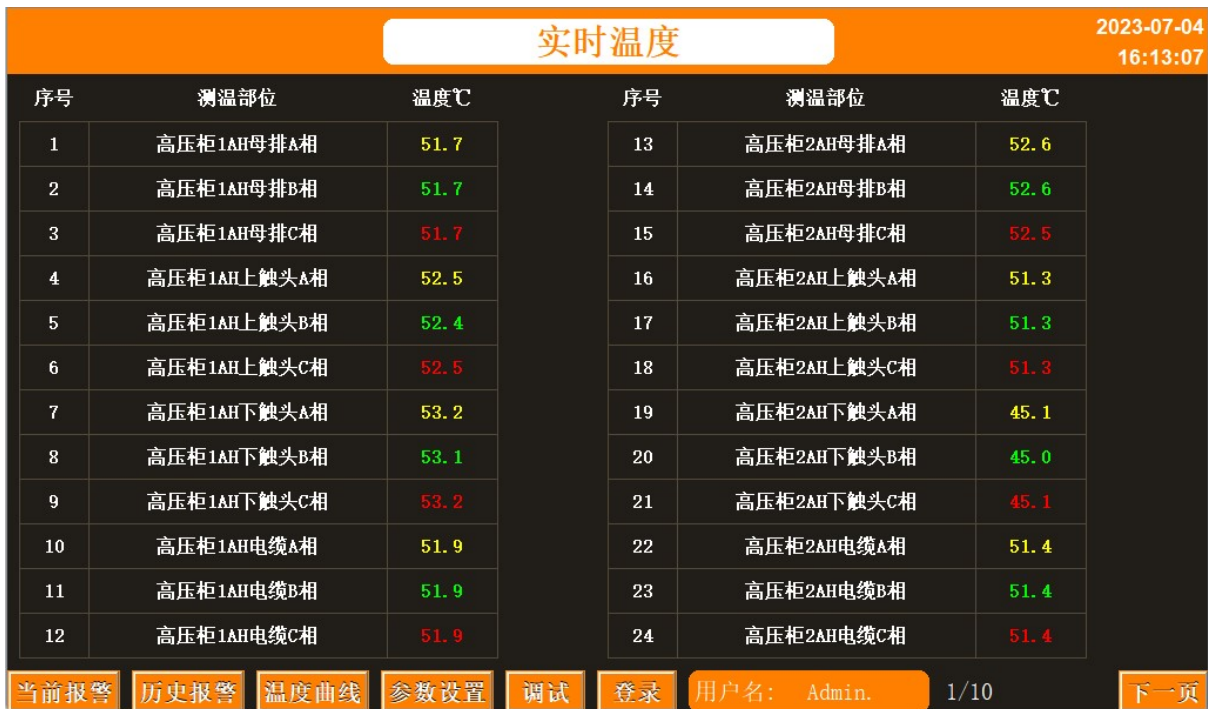 实时温度
2023-07-04
16:13:07
序号 测温部位 温度℃ 序号 测温部位 温度℃
1 高压柜1AH母排A相 51.7 13 高压柜2AH母排A相 52.6
2 高压柜1AH母排B相 51.7 14 高压柜2AH母排B相 52.6
3 高压柜1AH母排C相 51.7 15 高压柜2AH母排C相 52.5
4 高压柜1AH上触头A相 52.5 16 高压柜2AH上触头A相 51.3
5 高压柜1AH上触头B相 52.4 17 高压柜2AH上触头B相 51.3
6 高压柜1AH上触头C相 52.5 18 高压柜2AH上触头C相 51.3
7 高压柜1AH下触头A相 53.2 19 高压柜2AH下触头A相 45.1
8 高压柜1AH下触头B相 53.1 20 高压柜2AH下触头B相 45.0
9 高压柜1AH下触头C相 53.2 21 高压柜2AH下触头C相 45.1
10 高压柜1AH电缆A相 51.9 22 高压柜2AH电缆A相 51.4
11 高压柜1AH电缆B相 51.9 23 高压柜2AH电缆B相 51.4
12 高压柜1AH电缆C相 51.9 24 高压柜2AH电缆C相 51.4
当前报警 历史报警 温度曲线 参数设置 调试 登录 用户名: Admin. 1/10 下一页